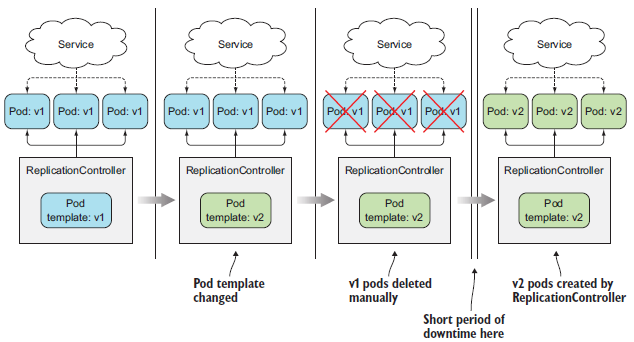 Service
Pod: v1
Pod: v1
Pod: v1
ReplicationController
Pod
template: v1
Service
Pod: v1
Pod: v1
Pod: v1
ReplicationController
Pod
template: v2
Pod template
changed
Service
Pod: v1
Pod: v1
Pod: v1
ReplicationController
Pod
template: v2
v1 pods deleted
manually
Short period of
downtime here
Service
Pod: v2
Pod: v2
Pod: v2
ReplicationController
Pod
template: v2
v2 pods created by
ReplicationController